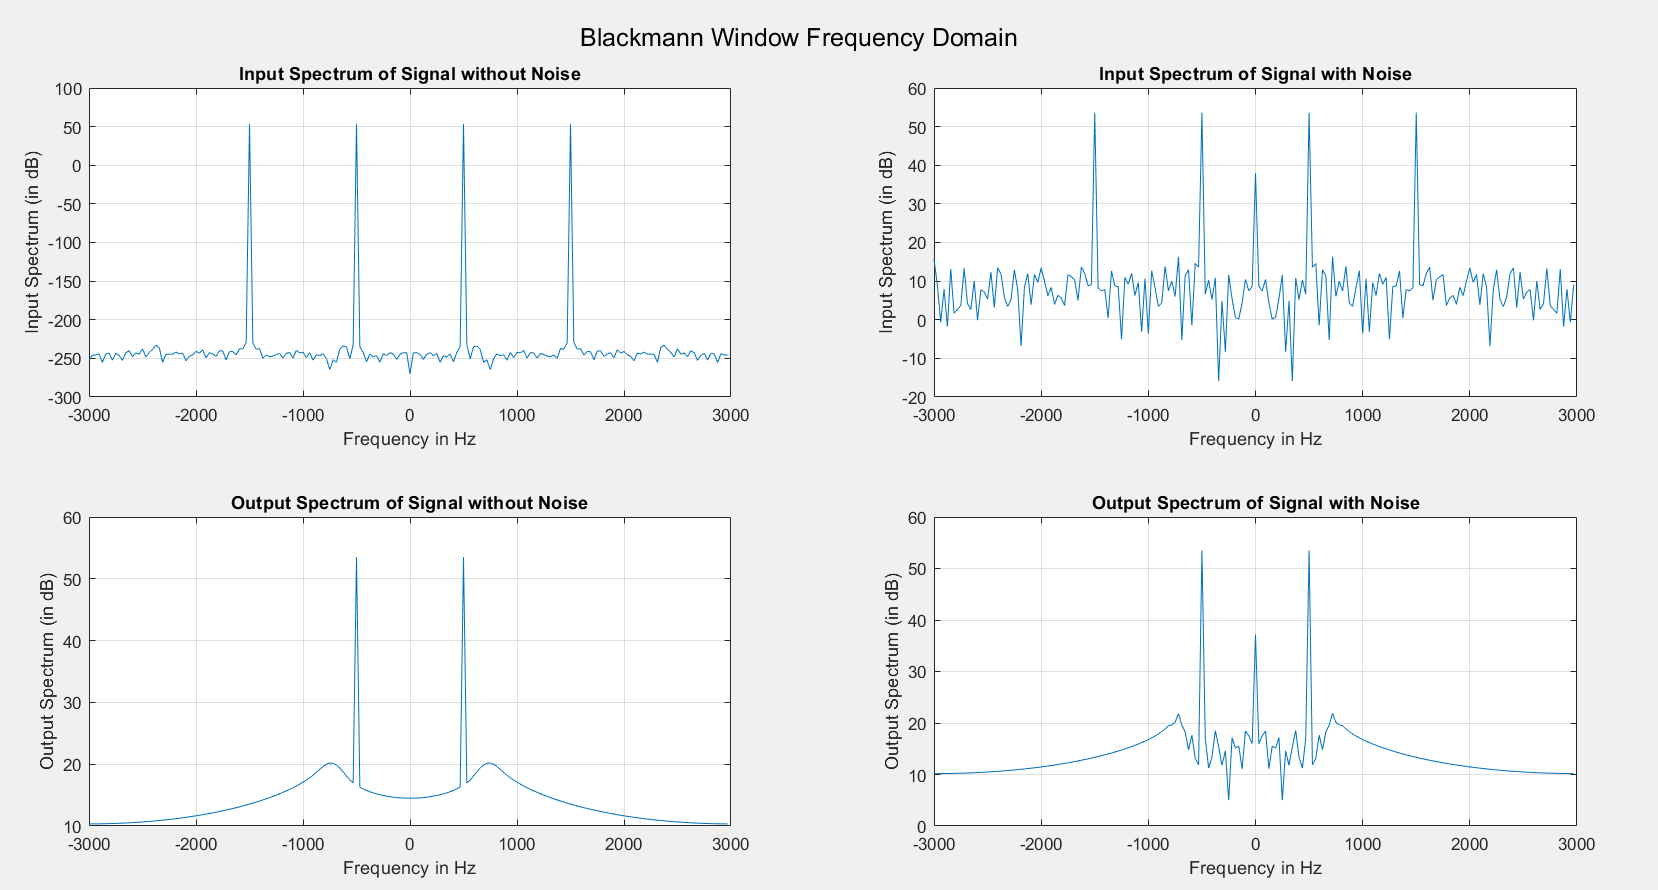 Blackmann Window Frequency Domain
Input Spectrum of Signal without Noise
Input Spectrum (in dB)
100
50
0
-50
-100
-150
-200
-250
-300
-3000 -2000 -1000 0 1000 2000 3000
Frequency in Hz
Input Spectrum of Signal with Noise
Input Spectrum (in dB)
60
50
40
30
20
10
0
-10
-20
-3000 -2000 -1000 0 1000 2000 3000
Frequency in Hz
Output Spectrum of Signal without Noise
Output Spectrum (in dB)
60
50
40
30
20
10
-3000 -2000 -1000 0 1000 2000 3000
Frequency in Hz
Output Spectrum of Signal with Noise
Output Spectrum (in dB)
60
50
40
30
20
10
0
-3000 -2000 -1000 0 1000 2000 3000
Frequency in Hz